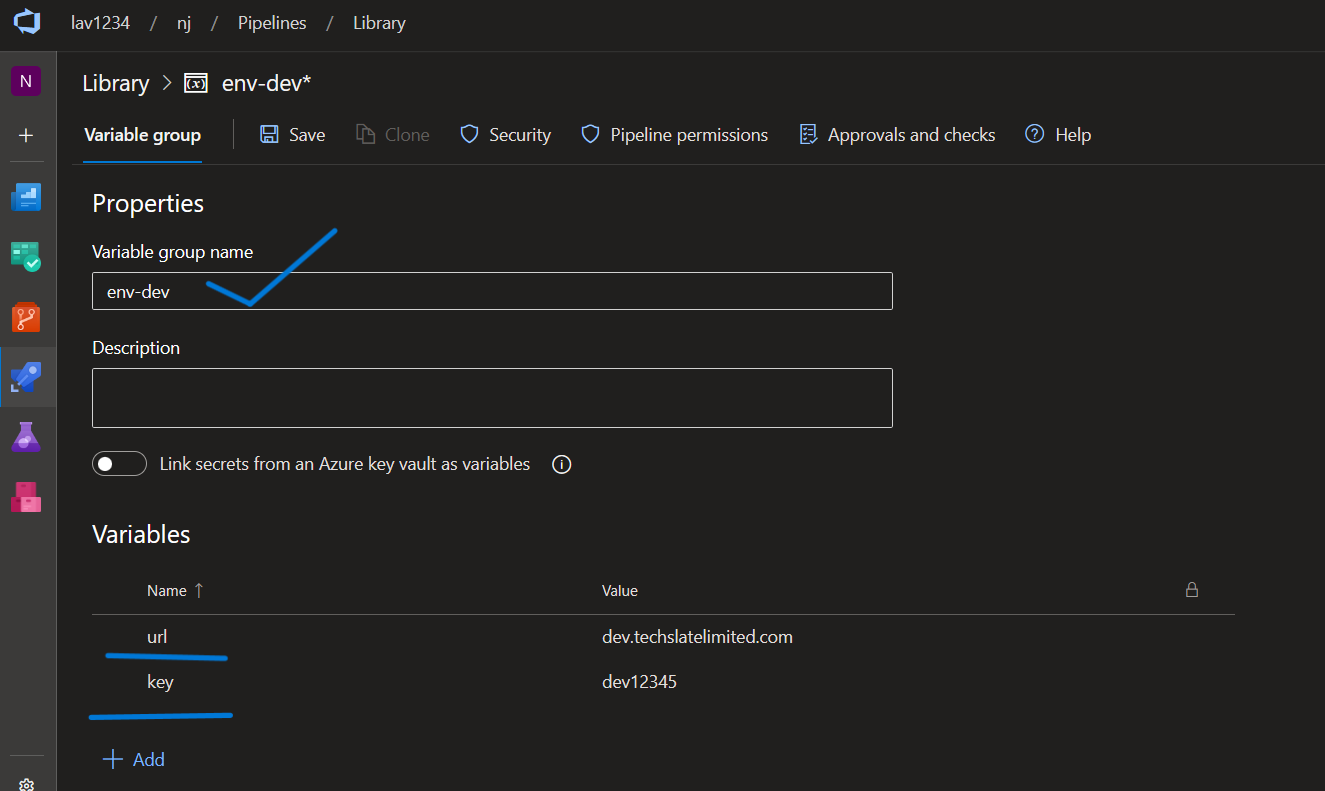 lav1234 / nj / Pipelines / Library
N
Library > (x) env-dev*
Variable group Save Clone Security Pipeline permissions Approvals and checks ? Help
Properties
Variable group name
env-dev
Description
Link secrets from an Azure key vault as variables i
Variables
Name ↑ Value
url dev.techslatelimited.com
key dev12345
+ Add